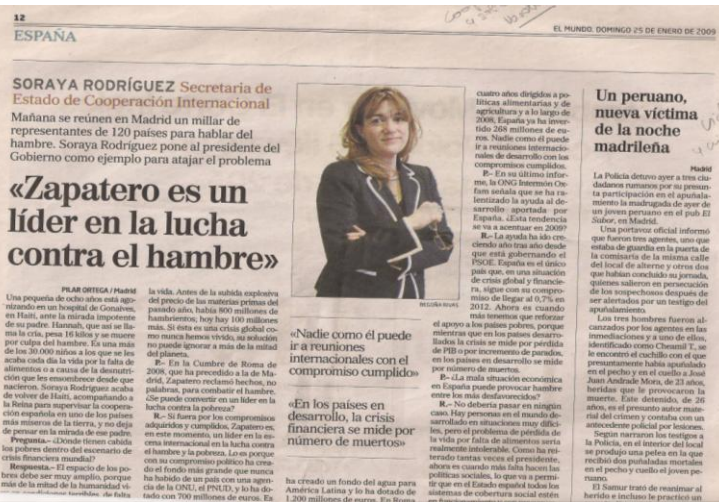 12
ESPAÑA
EL MUNDO, DOMINGO 25 DE ENERO DE 2009
SORAYA RODRÍGUEZ Secretaria de
Estado de Cooperación Internacional
Mañana se reúnen en Madrid un millar de
representantes de 120 países para hablar del
hambre. Soraya Rodríguez pone al presidente del
Gobierno como ejemplo para atajar el problema
«Zapatero es un
líder en la lucha
contra el hambre»
PILAR ORTEGA / Madrid
Una pequeña de ocho años está ago-
nizando en un hospital de Gonaives,
en Haití, ante la mirada impotente
de su padre. Hannah, que así se lla-
ma la cría, pesa 16 kilos y se muere
por culpa del hambre. Es una más
de los 30.000 niños a los que se les
acaba cada día la vida por la falta de
alimentos o a causa de la desnutri-
ción que les ensombrece desde que
nacieron. Soraya Rodríguez acaba
de volver de Haití, acompañando a
la Reina para supervisar la coopera-
ción española en uno de los países
más míseros de la tierra, y no deja
de pensar en la mirada de ese padre.
Pregunta.– ¿Dónde tienen cabida
los pobres dentro del escenario de
crisis financiera mundial?
Respuesta.– El espacio de los po-
bres debe ser muy amplio, porque
más de la mitad de la humanidad vi-
la vida. Antes de la subida explosiva
del precio de las materias primas del
pasado año, había 800 millones de
hambrientos; hoy hay 100 millones
más. Si ésta es una crisis global co-
mo nunca hemos vivido, su solución
no puede ignorar a más de la mitad
del planeta.
P.– En la Cumbre de Roma de
2008, que ha precedido a la de Ma-
drid, Zapatero reclamó hechos, no
palabras, para combatir el hambre.
¿Se puede convertir en un líder en la
lucha contra la pobreza?
R.– Si fuera por los compromisos
adquiridos y cumplidos, Zapatero es,
en este momento, un líder en la es-
cena internacional en la lucha contra
el hambre y la pobreza. Lo es porque
con su compromiso político ha crea-
do el fondo más grande que nunca
ha habido de un país con una agen-
cia de la ONU, el PNUD, y lo ha do-
tado con 700 millones de euros. Es
BEGOÑA RIVAS
«Nadie como él puede
ir a reuniones
internacionales con el
compromiso cumplido»
«En los países en
desarrollo, la crisis
financiera se mide por
número de muertos»
ha creado un fondo del agua para
América Latina y lo ha dotado de
1.200 millones de euros. En Roma
cuatro años dirigidos a po-
líticas alimentarias y de
agricultura y a lo largo de
2008, España ya ha inver-
tido 268 millones de eu-
ros. Nadie como él puede
ir a reuniones internacio-
nales de desarrollo con los
compromisos cumplidos.
P.– En su último infor-
me, la ONG Intermón Ox-
fam señala que se ha ra-
lentizado la ayuda al de-
sarrollo aportada por
España. ¿Esta tendencia
se va a acentuar en 2009?
R.– La ayuda ha ido cre-
ciendo año tras año desde
que está gobernando el
PSOE. España es el único
país que, en una situación
de crisis global y financie-
ra, sigue con su compro-
miso de llegar al 0,7% en
2012. Ahora es cuando
más tenemos que reforzar
el apoyo a los países pobres, porque
mientras que en los países desarro-
llados la crisis se mide por pérdida
de PIB o por incremento de parados,
en los países en desarrollo se mide
por número de muertos.
P.– ¿La mala situación económica
en España puede provocar hambre
entre los más desfavorecidos?
R.– No debería pasar en ningún
caso. Hay personas en el mundo de-
sarrollado en situaciones muy difíci-
les, pero el problema de pérdida de
la vida por falta de alimentos sería
realmente intolerable. Como ha rei-
terado tantas veces el presidente,
ahora es cuando más falta hacen las
políticas sociales, lo que va a permi-
tir que en el Estado español todos los
sistemas de cobertura social estén
Un peruano,
nueva víctima
de la noche
madrileña
Madrid
La Policía detuvo ayer a tres ciu-
dadanos rumanos por su presun-
ta participación en el apuñala-
miento la madrugada de ayer de
un joven peruano en el pub El
Sabor, en Madrid.
Una portavoz oficial informó
que fueron tres agentes, uno que
estaba de guardia en la puerta de
la comisaría de la misma calle
del local de alterne y otros dos
que habían concluido su jornada,
quienes salieron en persecución
de los sospechosos después de
ser alertados por un testigo del
apuñalamiento.
Los tres hombres fueron al-
canzados por los agentes en las
inmediaciones y a uno de ellos,
identificado como Cheamil T., se
le encontró el cuchillo con el que
presuntamente había apuñalado
en el pecho y en el cuello a José
Juan Andrade Mora, de 23 años,
heridas que le provocaron la
muerte. Este detenido, de 26
años, es el presunto autor mate-
rial del crimen y contaba con un
antecedente policial por lesiones.
Según narraron los testigos a
la Policía, en el interior del local
se produjo una pelea en la que
recibió dos puñaladas mortales
en el pecho y cuello el joven pe-
ruano.
El Samur trató de reanimar al
herido e incluso le practicó un